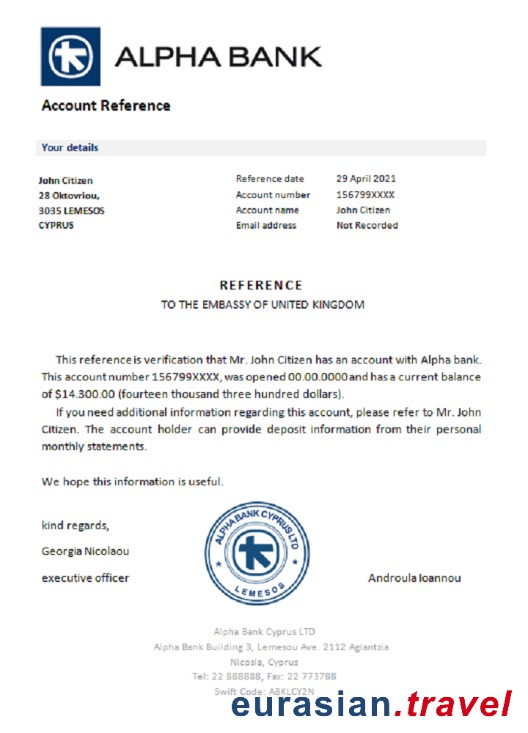 ALPHA BANK
Account Reference
Your details
John Citizen
28 Oktovriou,
3035 LEMESOS
CYPRUS
Reference date 29 April 2021
Account number 156799XXXX
Account name John Citizen
Email address Not Recorded
REFERENCE
TO THE EMBASSY OF UNITED KINGDOM
This reference is verification that Mr. John Citizen has an account with Alpha bank.
This account number 156799XXXX, was opened 00.00.0000 and has a current balance
of $14.300.00 (fourteen thousand three hundred dollars).
If you need additional information regarding this account, please refer to Mr. John
Citizen. The account holder can provide deposit information from their personal
monthly statements.
We hope this information is useful.
kind regards,
Georgia Nicolaou
executive officer
ALPHA BANK CYPRUS LTD
LEMESOS
Androula Ioannou
Alpha Bank Cyprus LTD
Alpha Bank Building 3, Lemesou Ave. 2112 Aglantzia
Nicosia, Cyprus
Tel: 22 888888, Fax: 22 773788
Swift Code: ABKLCY2N
eurasian.travel